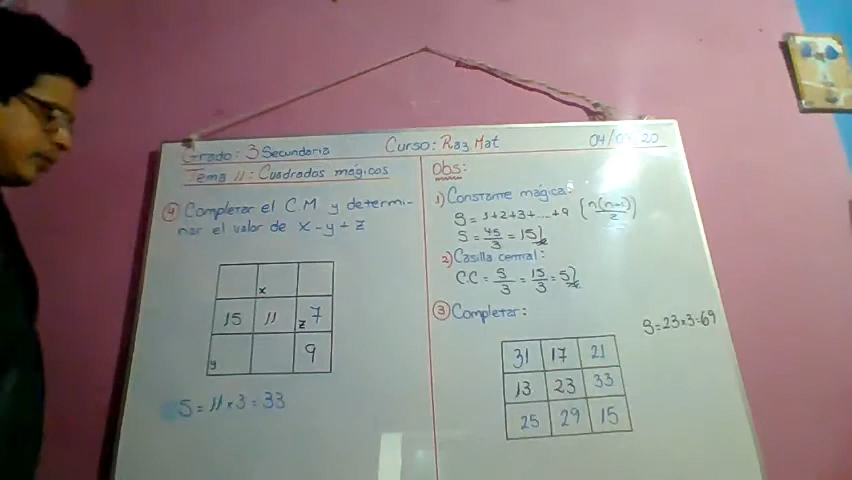 Grado: 3 Secundaria
Curso: Raz Mat
Tema 11: Cuadrados mágicos
4) Completar el C.M y determi-
nar el valor de x - y + z
x
15 11 z 7
y 9
S = 11 x 3 = 33
Obs:
1) Constante mágica:
S = 1+2+3+....+9
S = 45/3 = 15
2) Casilla central:
C.C = S/3 = 15/3 = 5
3) Completar:
S = 23 x 3 = 69
31 17 21
13 23 33
25 29 15